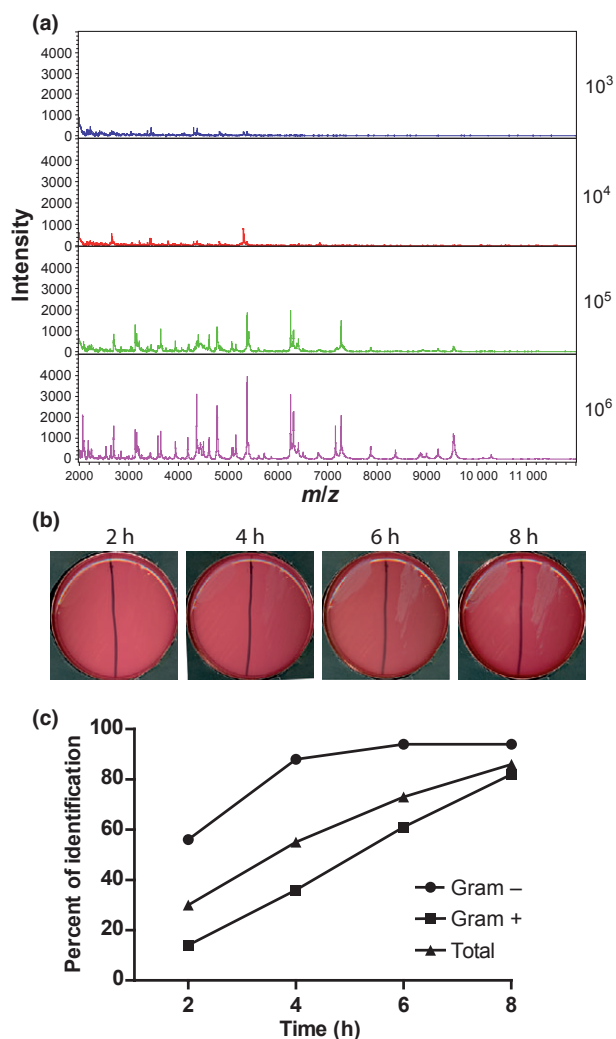 (a)
5000
4000
3000
2000
1000
0
10³
4000
3000
2000
1000
0
10⁴
4000
3000
2000
1000
0
10⁵
4000
3000
2000
1000
0
10⁶
Intensity
2000 3000 4000 5000 6000 7000 8000 9000 10 000 11 000
m/z
(b)
2 h 4 h 6 h 8 h
(c)
100
80
60
40
20
0
Percent of identification
Gram –
Gram +
Total
2 4 6 8
Time (h)